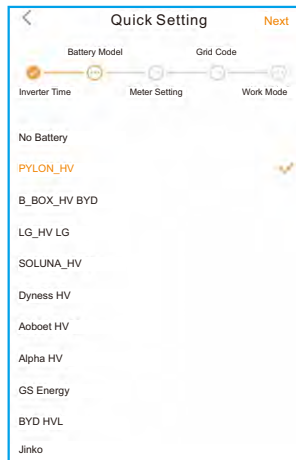 Quick Setting Next
Battery Model Grid Code
Inverter Time Meter Setting Work Mode
No Battery
PYLON_HV
B_BOX_HV BYD
LG_HV LG
SOLUNA_HV
Dyness HV
Aoboet HV
Alpha HV
GS Energy
BYD HVL
Jinko